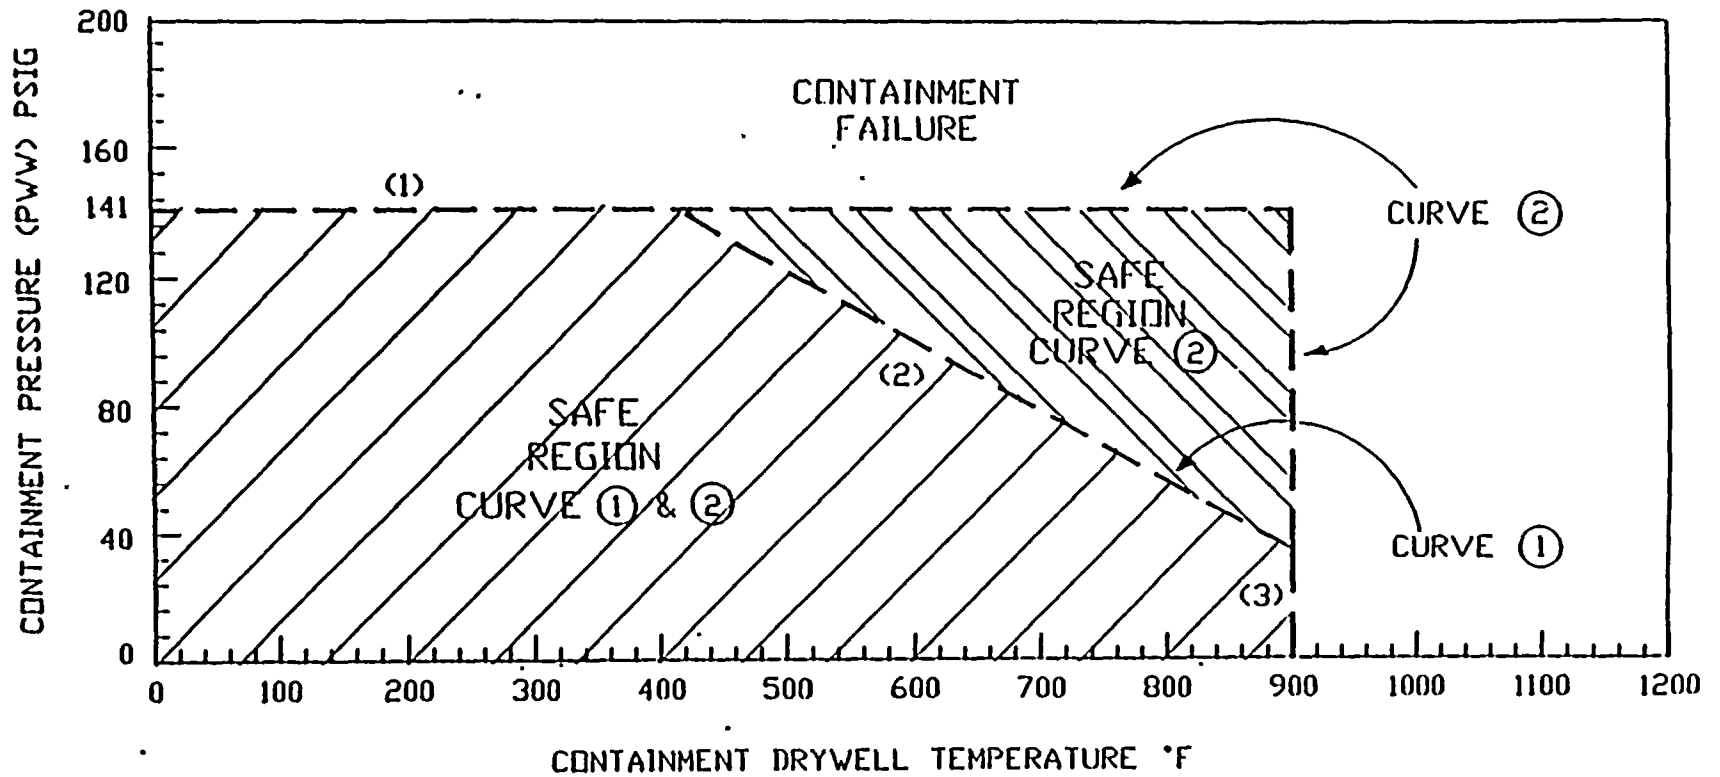 CONTAINMENT PRESSURE (PWW) PSIG
200
160
141
120
80
40
0
CONTAINMENT
FAILURE
(1)
CURVE 2
SAFE
REGION
CURVE 2
(2)
SAFE
REGION
CURVE 1 & 2
CURVE 1
(3)
0 100 200 300 400 500 600 700 800 900 1000 1100 1200
CONTAINMENT DRYWELL TEMPERATURE °F